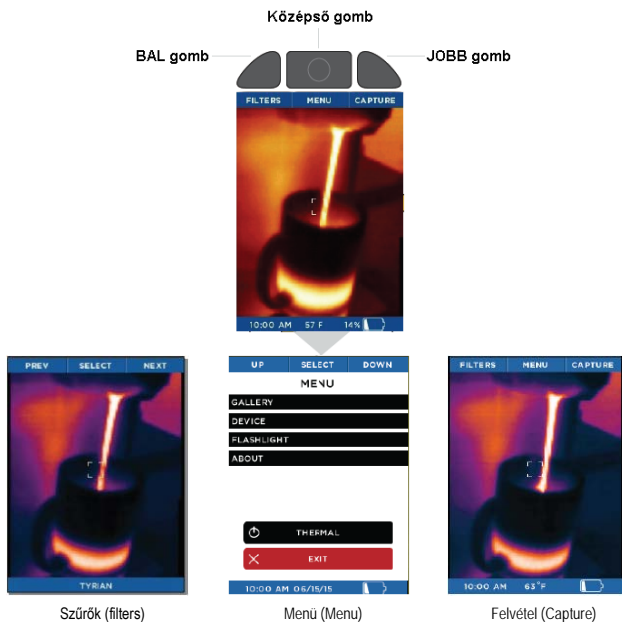 Középső gomb
BAL gomb
JOBB gomb
FILTERS MENU CAPTURE
10:00 AM 57 F 14%
PREV SELECT NEXT
TYRIAN
Szűrők (filters)
UP SELECT DOWN
MENU
GALLERY
DEVICE
FLASHLIGHT
ABOUT
THERMAL
EXIT
10:00 AM 06/15/15
Menü (Menu)
FILTERS MENU CAPTURE
10:00 AM 63°F
Felvétel (Capture)